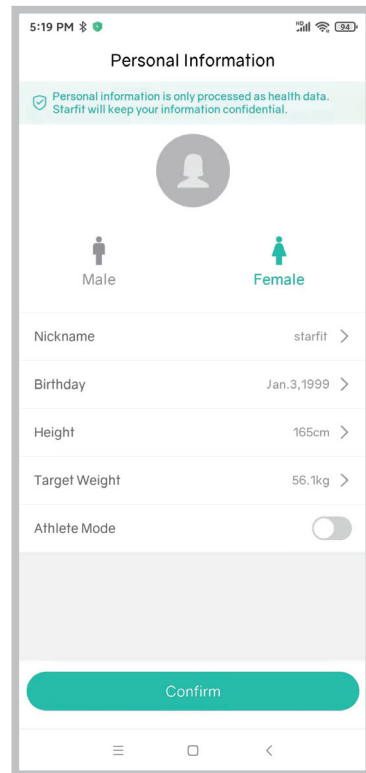 5:19 PM HD 94
Personal Information
Personal information is only processed as health data.
Starfit will keep your information confidential.
Male Female
Nickname starfit
Birthday Jan.3,1999
Height 165cm
Target Weight 56.1kg
Athlete Mode
Confirm